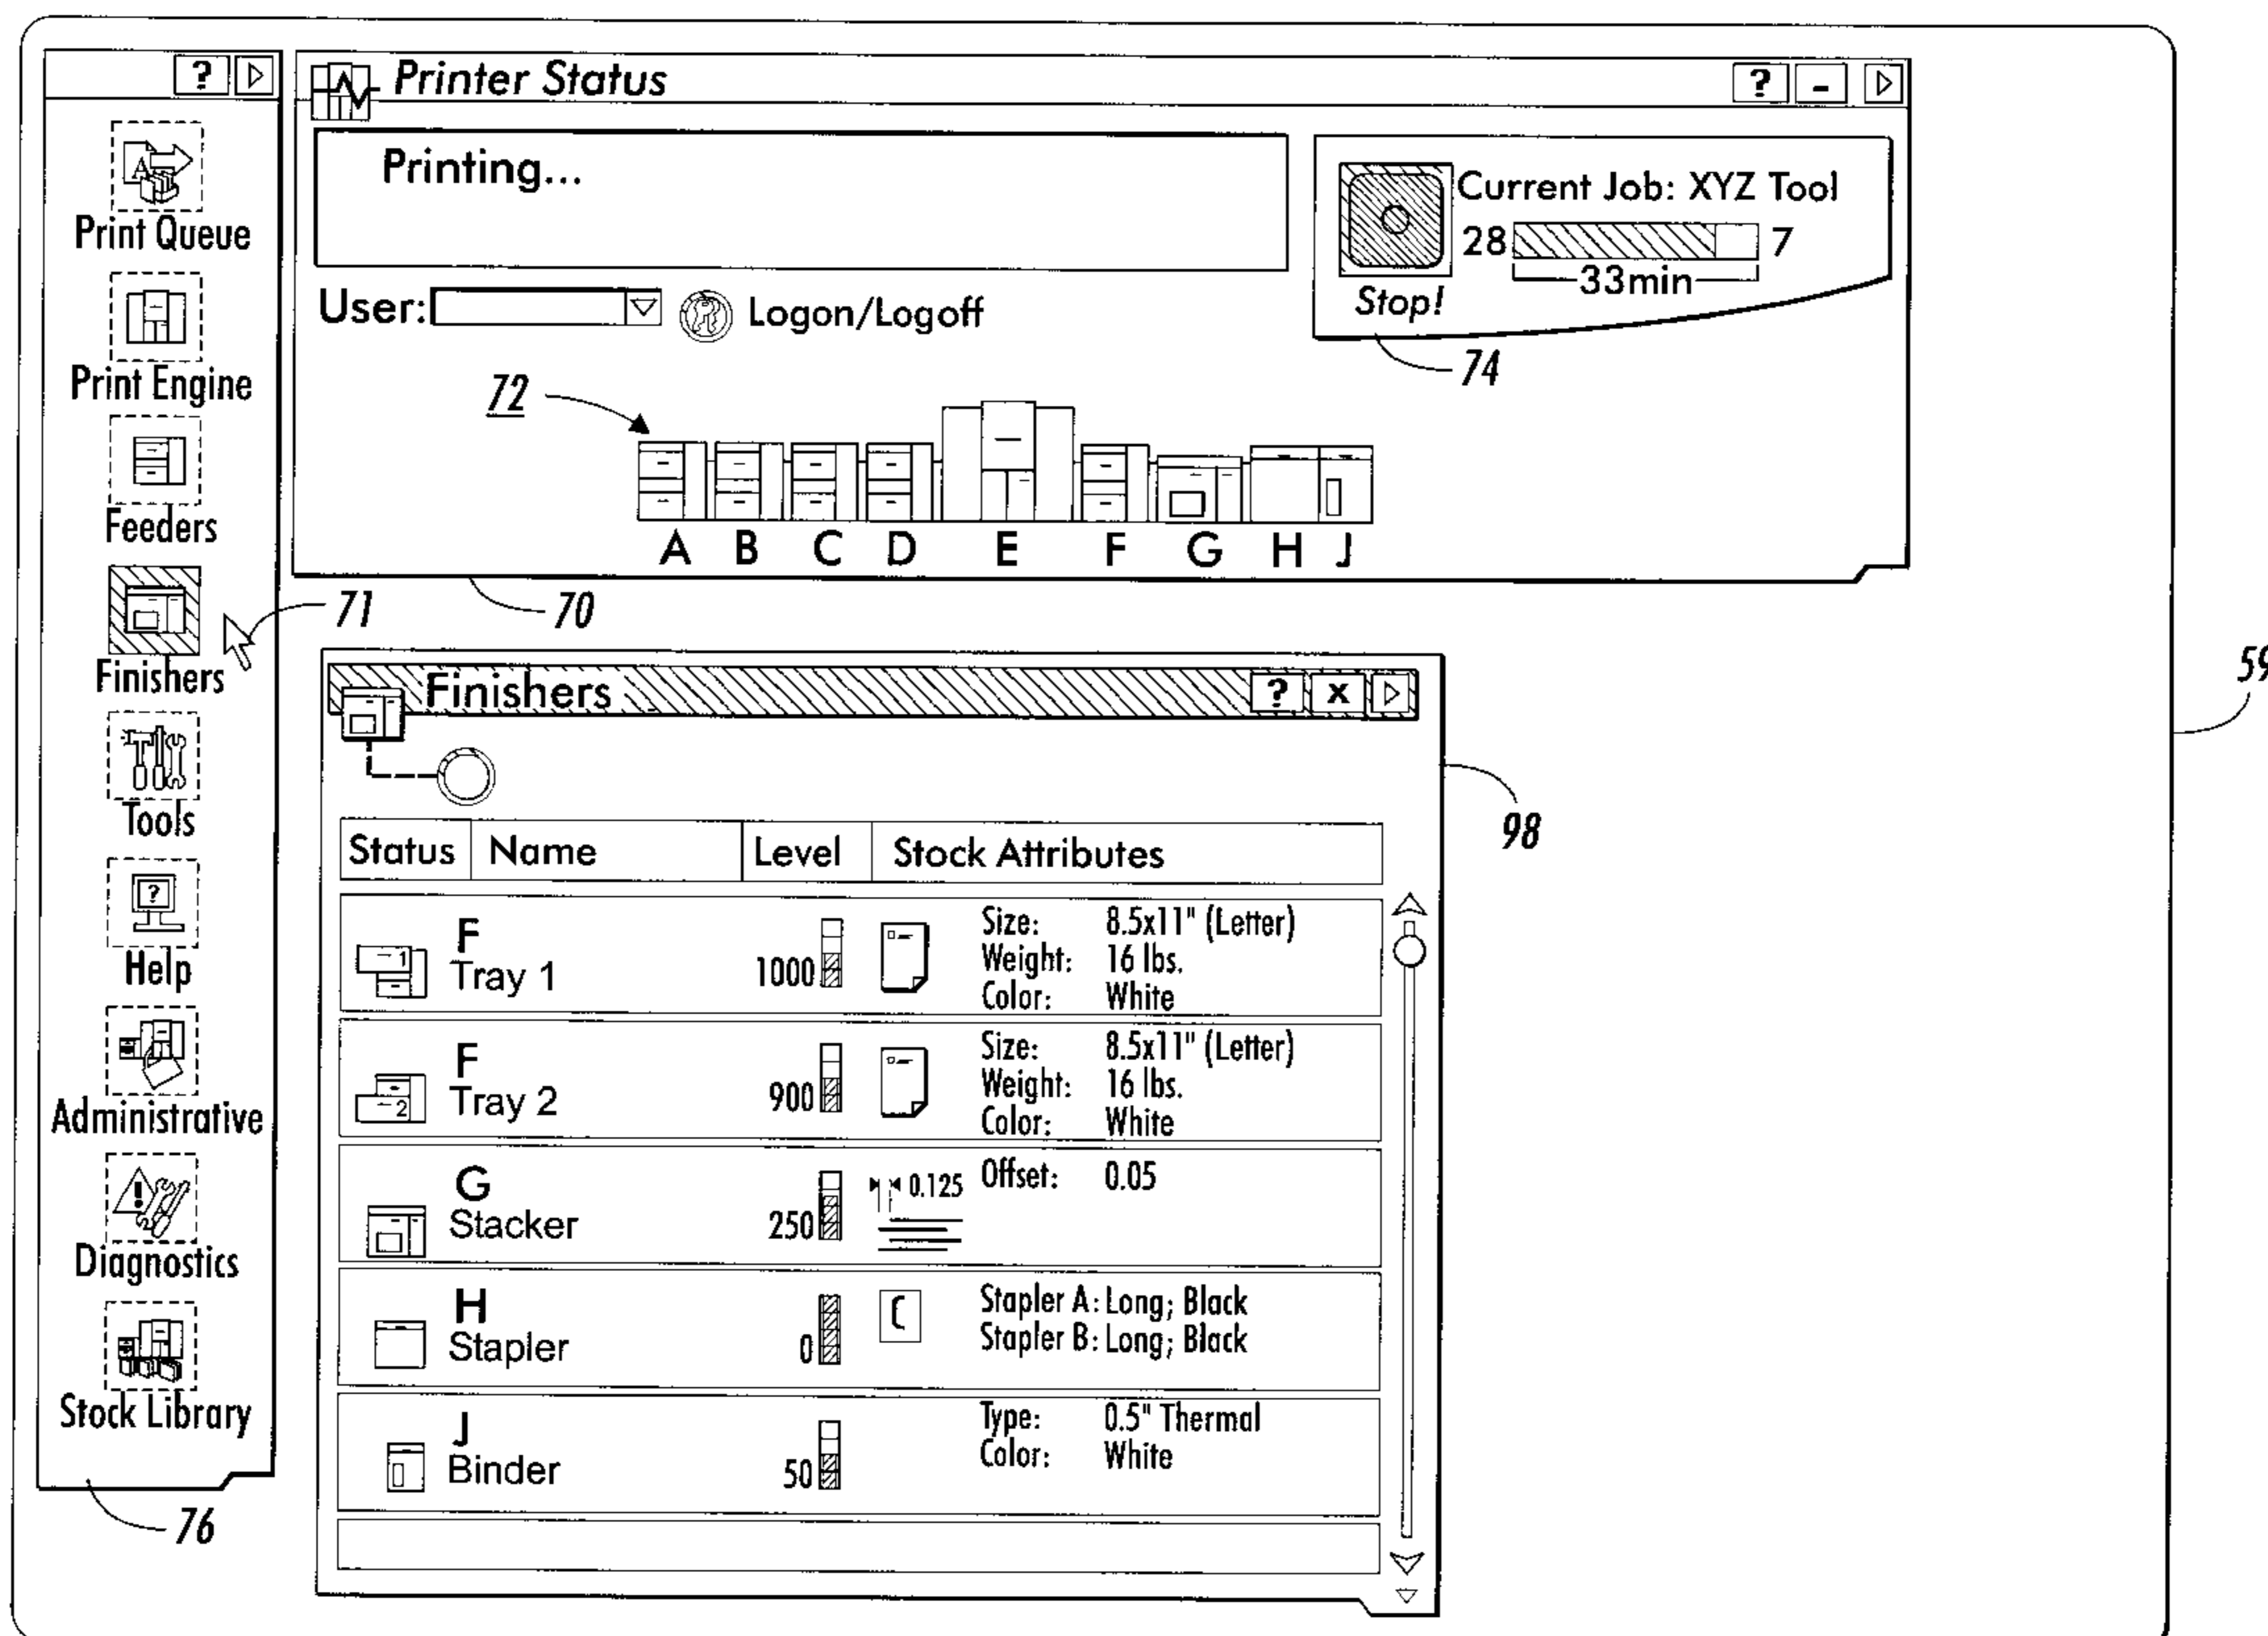 ? Printer Status ? -
Printing...
Current Job: XYZ Tool
28 7
33min
Stop!
74
User: Logon/Logoff
72
A B C D E F G H J
70
A
Print Queue
Print Engine
Feeders
71
Finishers
Tools
?
Help
Administrative
!
Diagnostics
Stock Library
76
59
Finishers ? x
98
Status Name Level Stock Attributes
1
F
Tray 1
1000
Size: 8.5x11" (Letter)
Weight: 16 lbs.
Color: White
2
F
Tray 2
900
Size: 8.5x11" (Letter)
Weight: 16 lbs.
Color: White
G
Stacker
250
0.125
Offset: 0.05
H
Stapler
0
Stapler A: Long; Black
Stapler B: Long; Black
J
Binder
50
Type: 0.5" Thermal
Color: White